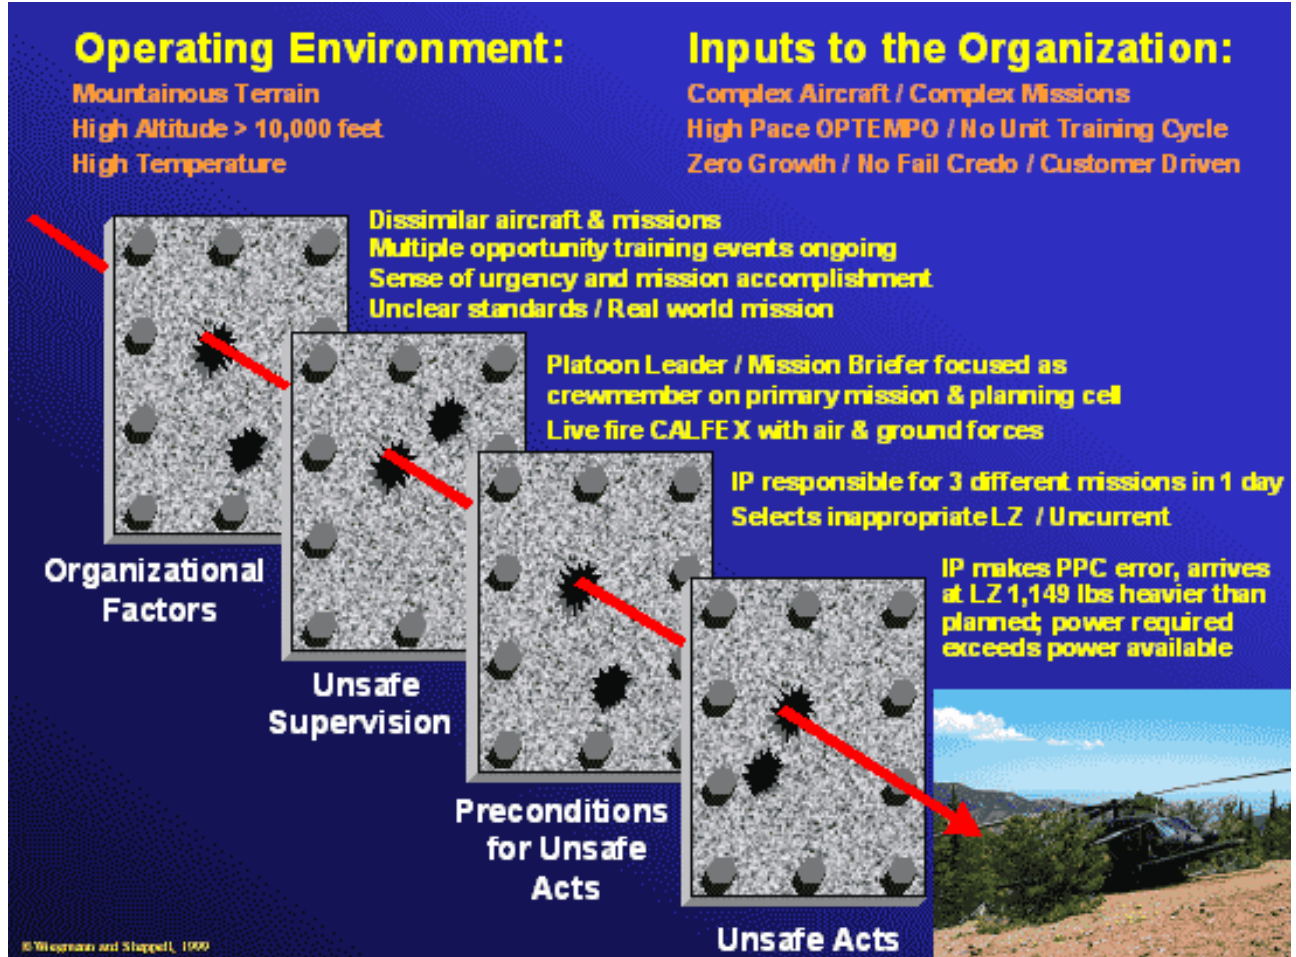 Operating Environment:
Mountainous Terrain
High Altitude > 10,000 feet
High Temperature
Inputs to the Organization:
Complex Aircraft / Complex Missions
High Pace OPTEMPO / No Unit Training Cycle
Zero Growth / No Fail Credo / Customer Driven
Dissimilar aircraft & missions
Multiple opportunity training events ongoing
Sense of urgency and mission accomplishment
Unclear standards / Real world mission
Platoon Leader / Mission Briefer focused as
crewmember on primary mission & planning cell
Live fire CALFEX with air & ground forces
IP responsible for 3 different missions in 1 day
Selects inappropriate LZ / Uncurrent
IP makes PPC error, arrives
at LZ 1,149 lbs heavier than
planned; power required
exceeds power available
Organizational
Factors
Unsafe
Supervision
Preconditions
for Unsafe
Acts
Unsafe Acts
© Wiegmann and Shappell, 1999